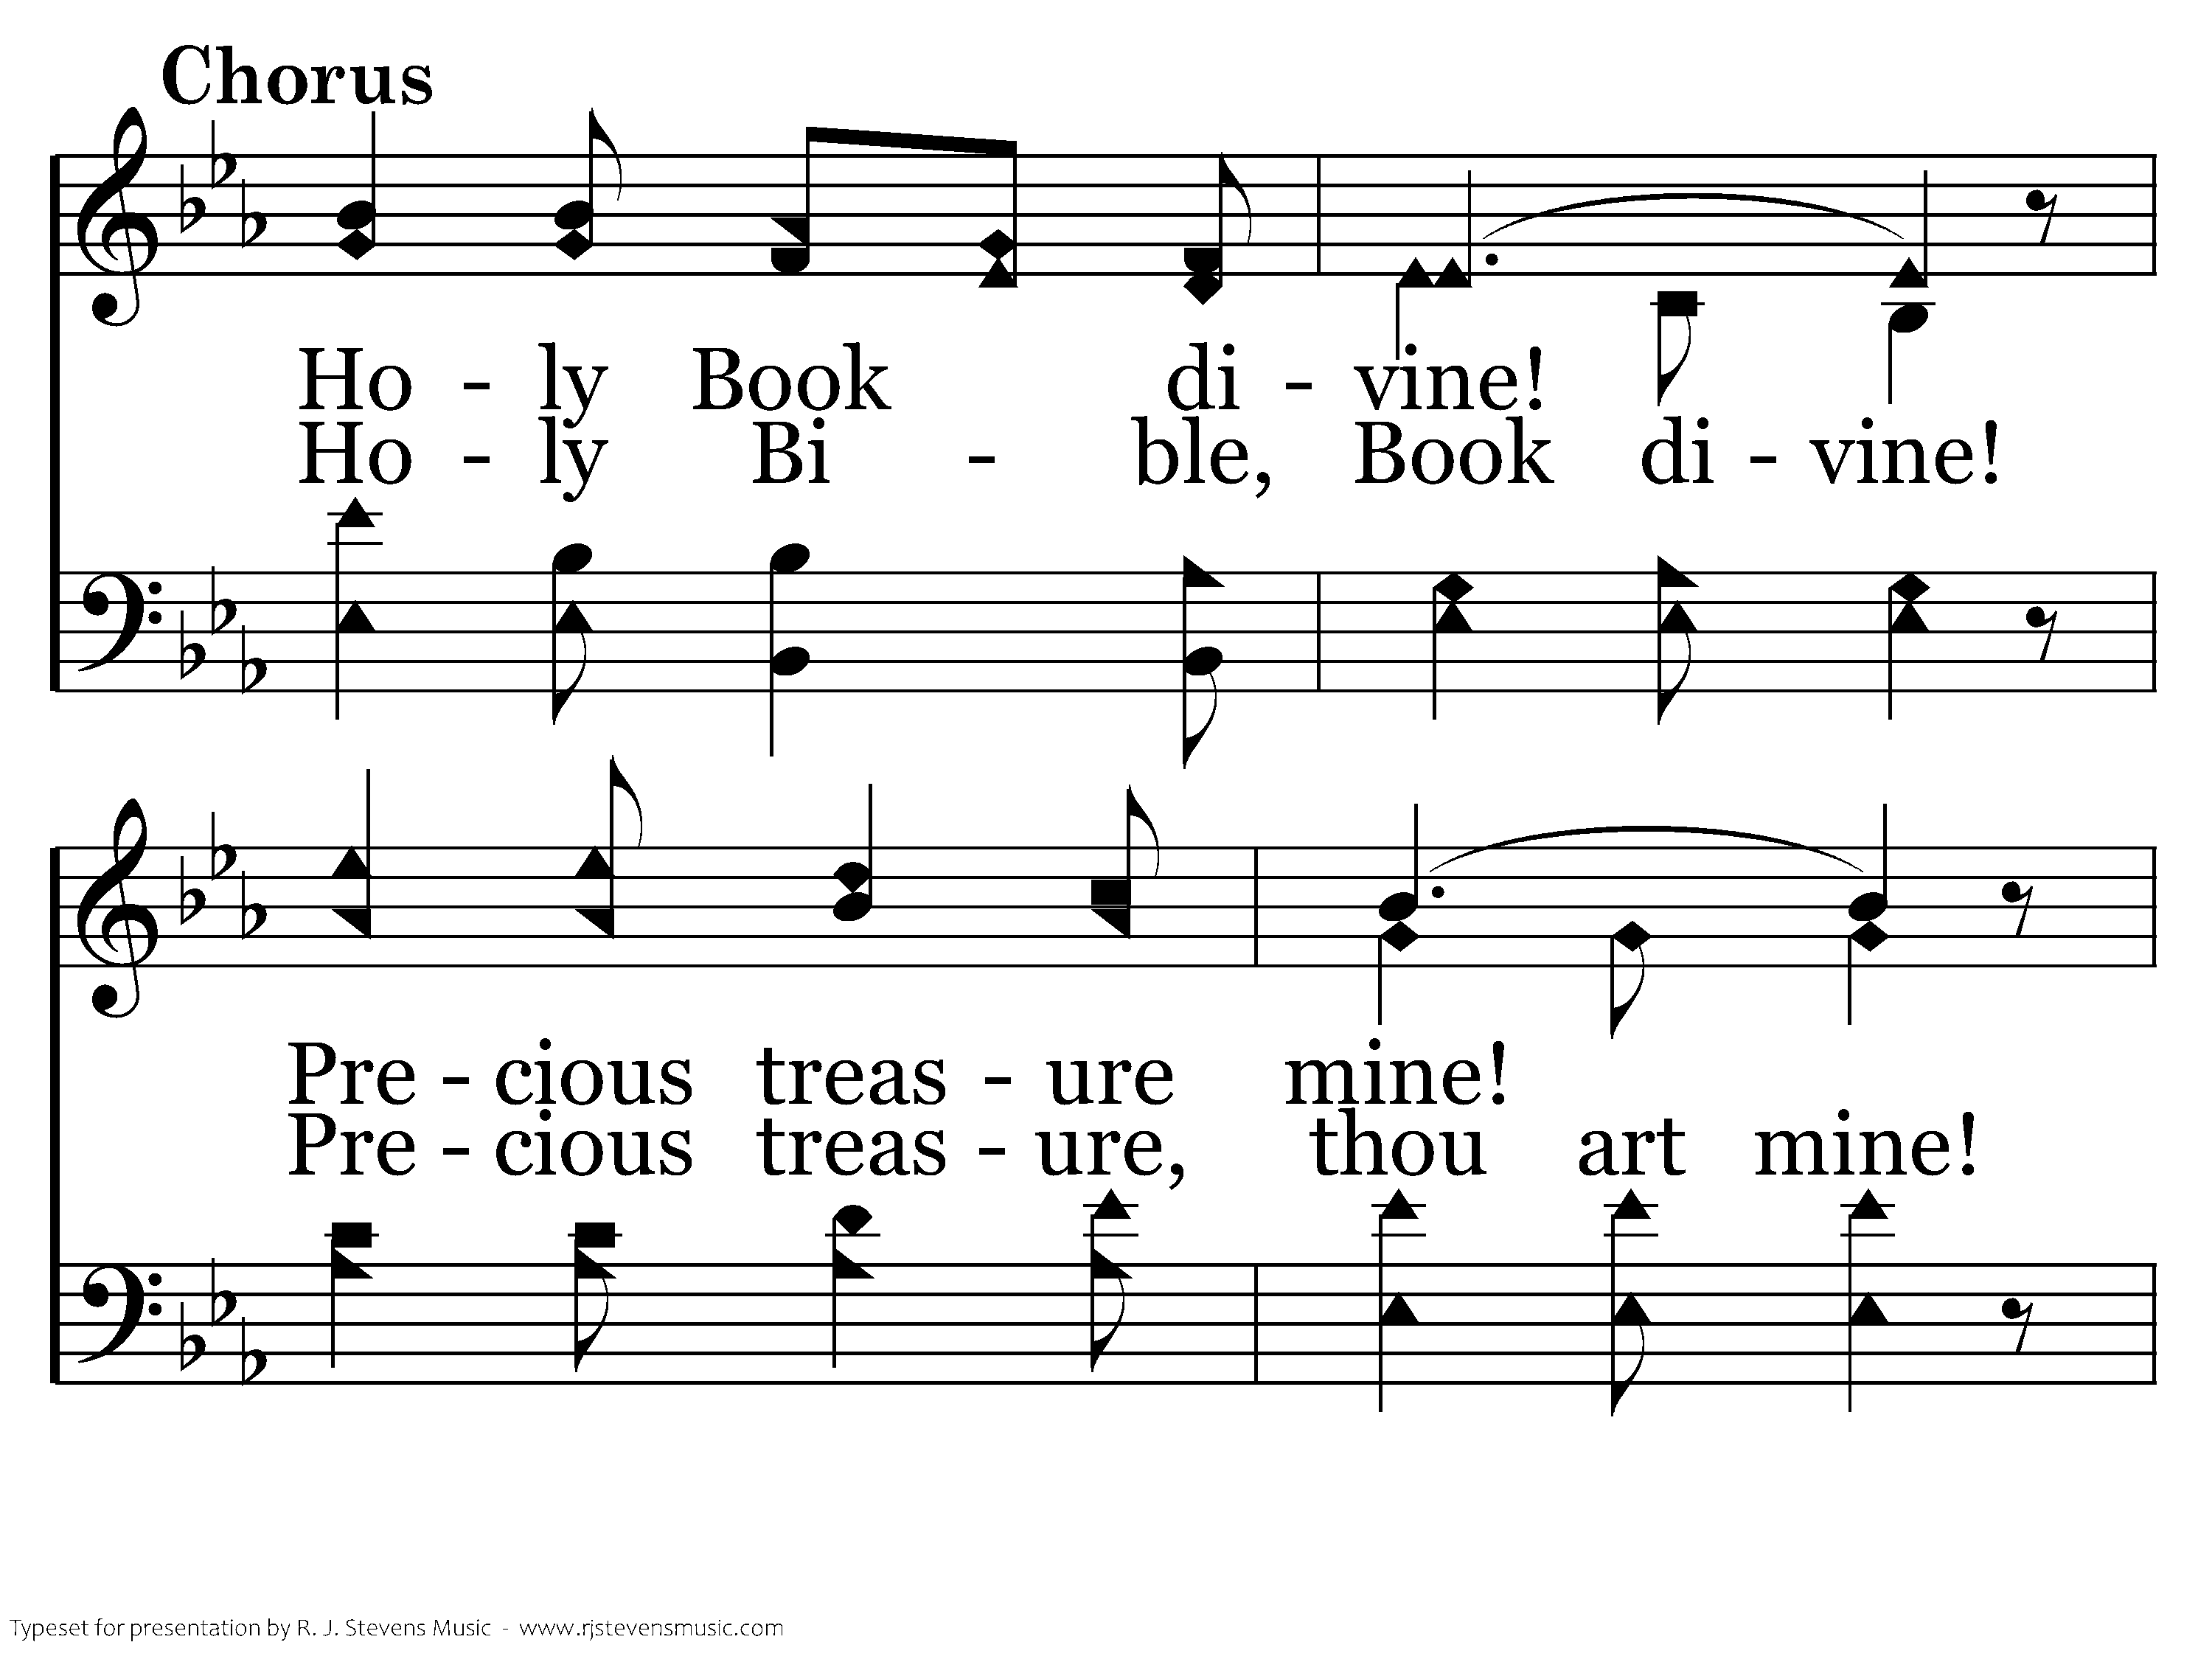 Chorus
Ho - ly Book di - vine!
Ho - ly Bi - ble, Book di - vine!
Pre - cious treas - ure mine!
Pre - cious treas - ure, thou art mine!
Typeset for presentation by R. J. Stevens Music - www.rjstevensmusic.com